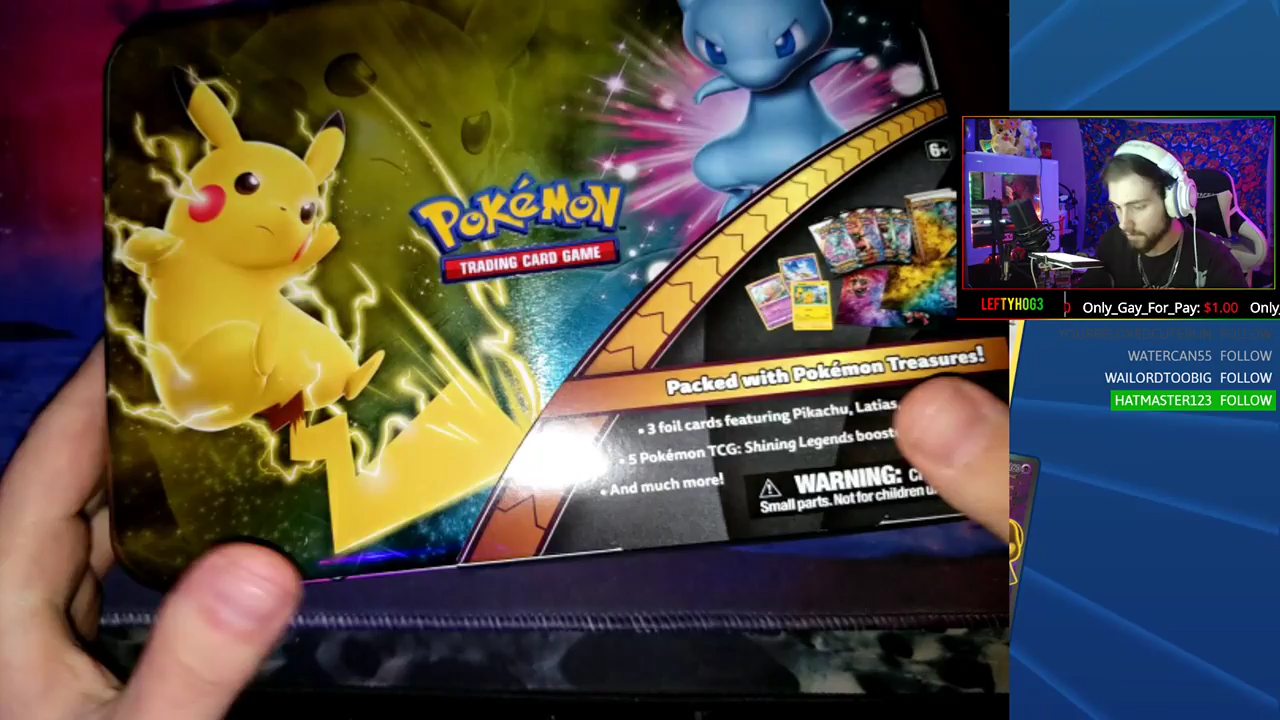 POKéMON
TRADING CARD GAME
6+
Packed with Pokémon Treasures!
• 3 foil cards featuring Pikachu, Latias,
• 5 Pokémon TCG: Shining Legends boost
• And much more!
WARNING:
Small parts. Not for children
LEFTYHOG3
Only_Gay_For_Pay: $1.00 Only_
FOLLOW
WATERCAN55 FOLLOW
WAILORDTOOBIG FOLLOW
HATMASTER123 FOLLOW